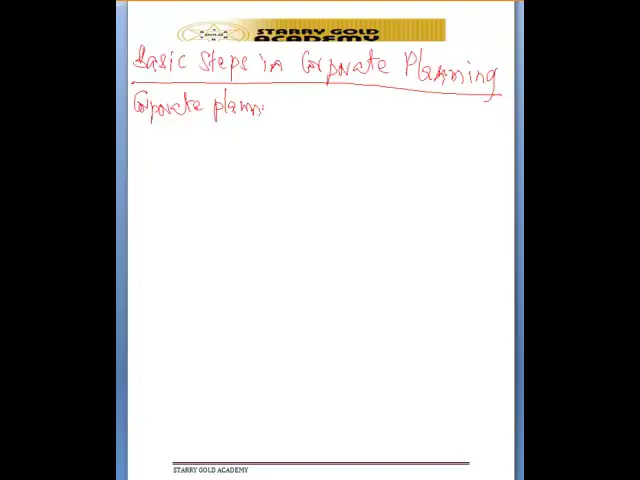 STARRY GOLD
ACADEMY
Basic Steps in Corporate Planning
Corporate plann
STARRY GOLD ACADEMY